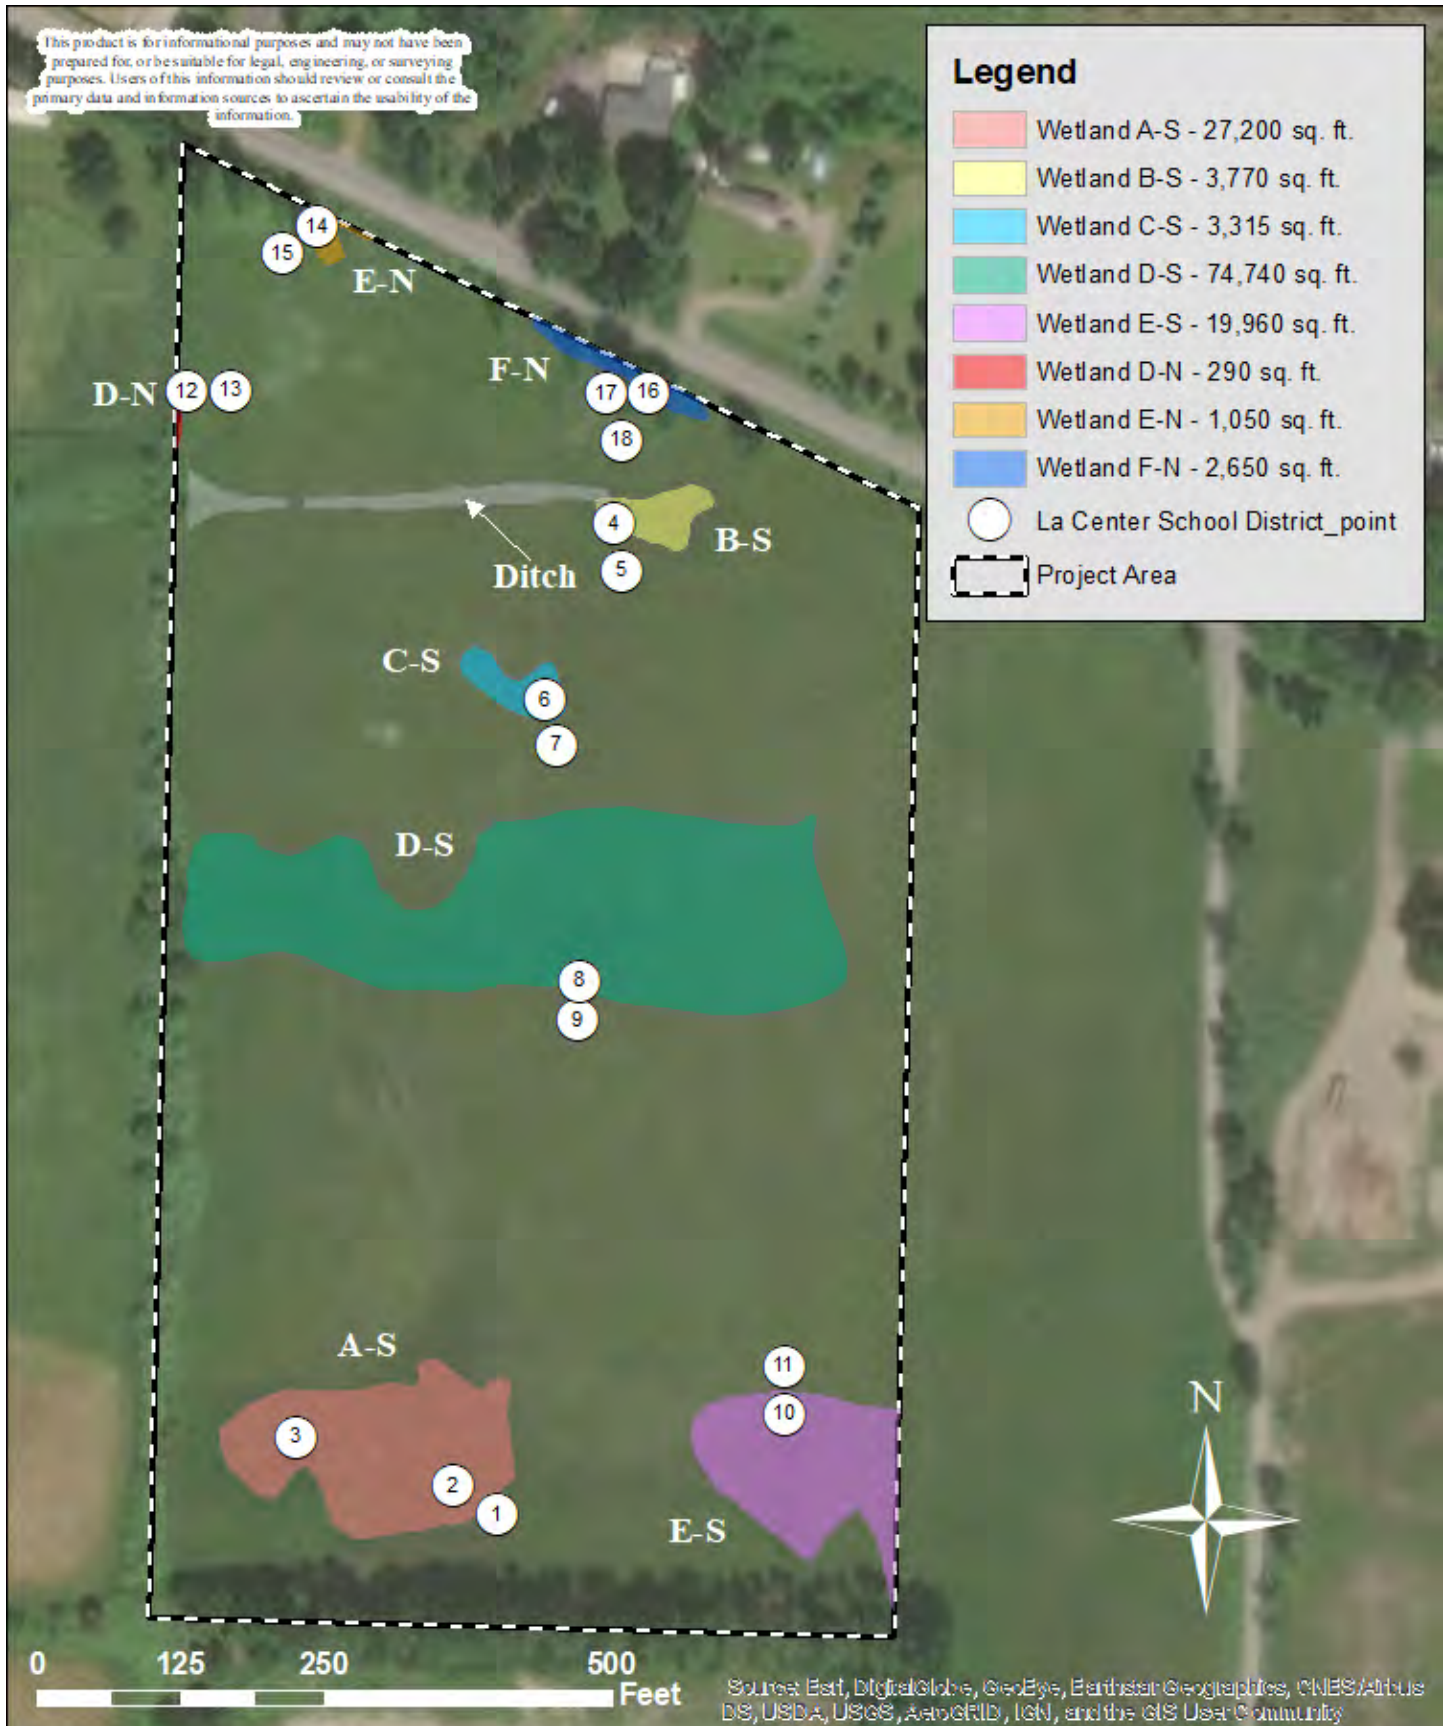 This product is for informational purposes and may not have been
prepared for, or be suitable for legal, engineering, or surveying
purposes. Users of this information should review or consult the
primary data and information sources to ascertain the usability of the
information.
Legend
Wetland A-S - 27,200 sq. ft.
Wetland B-S - 3,770 sq. ft.
Wetland C-S - 3,315 sq. ft.
Wetland D-S - 74,740 sq. ft.
Wetland E-S - 19,960 sq. ft.
Wetland D-N - 290 sq. ft.
Wetland E-N - 1,050 sq. ft.
Wetland F-N - 2,650 sq. ft.
La Center School District_point
Project Area
14
15
E-N
F-N
D-N
12
13
17
16
18
4
B-S
5
Ditch
C-S
6
7
D-S
8
9
A-S
11
10
3
2
1
E-S
N
0 125 250 500
Feet
Source: Esri, DigitalGlobe, GeoEye, Earthstar Geographics, CNES/Airbus
DS, USDA, USGS, AeroGRID, IGN, and the GIS User Community